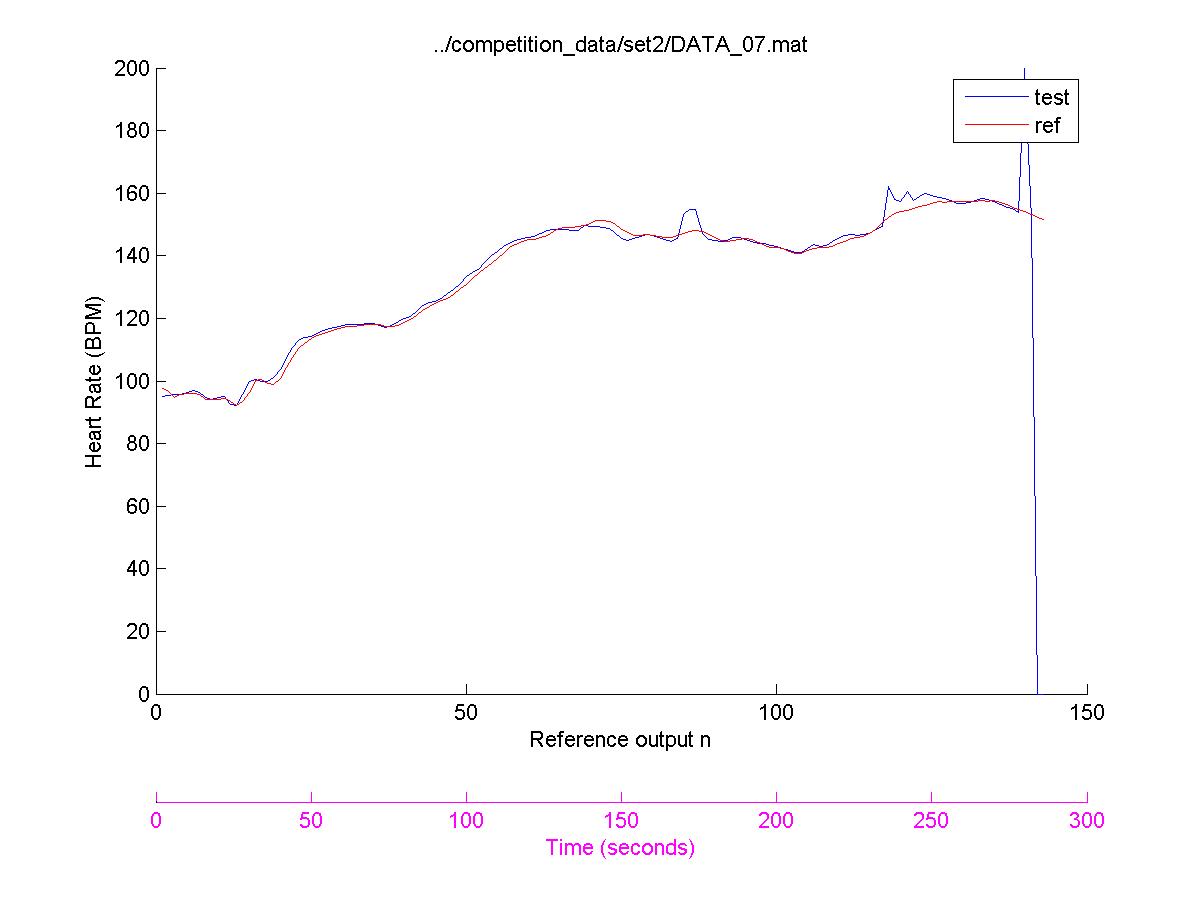 ../competition_data/set2/DATA_07.mat
200
180
160
140
120
100
80
60
40
20
0
Heart Rate (BPM)
test
ref
0 50 100 150
Reference output n
0 50 100 150 200 250 300
Time (seconds)